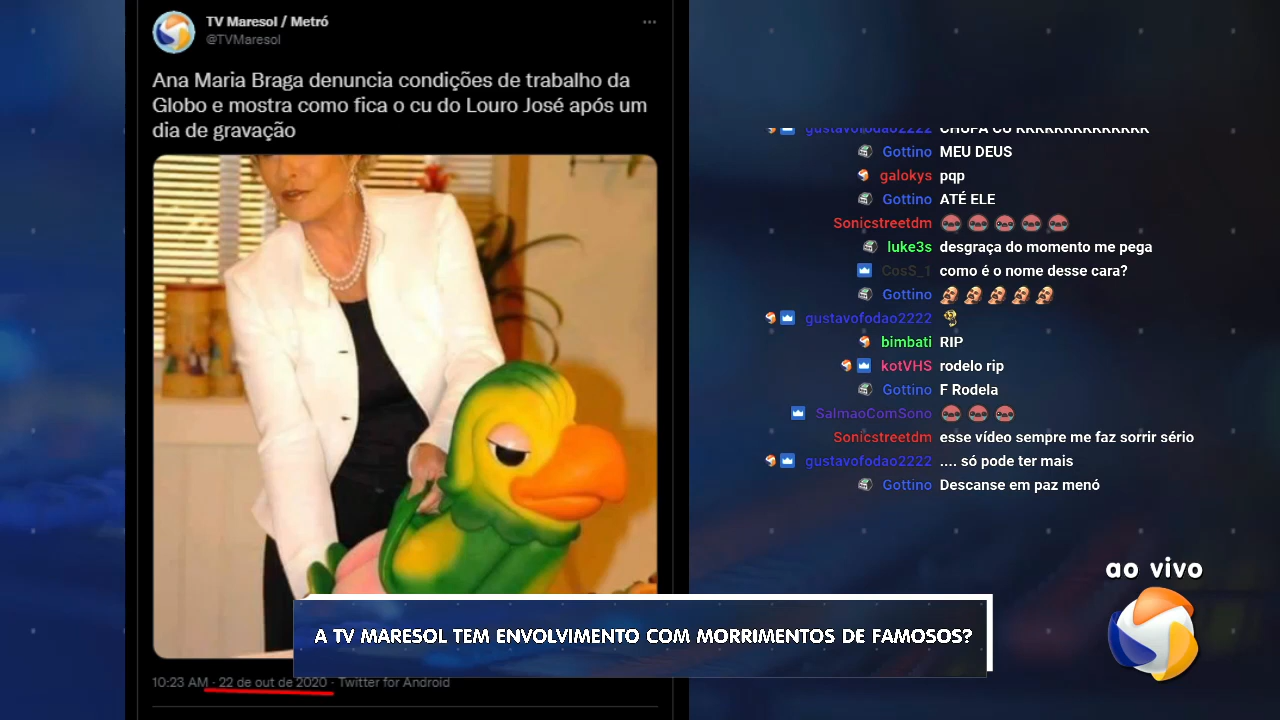 TV Maresol / Metró
@TVMaresol
Ana Maria Braga denuncia condições de trabalho da
Globo e mostra como fica o cu do Louro José após um
dia de gravação
10:23 AM · 22 de out de 2020 · Twitter for Android
gustavofodao2222 CHUPA CU KKKKKKKKKKKKK
Gottino MEU DEUS
galokys pqp
Gottino ATÉ ELE
Sonicstreetdm
luke3s desgraça do momento me pega
CosS_1 como é o nome desse cara?
Gottino
gustavofodao2222
bimbati RIP
kotVHS rodelo rip
Gottino F Rodela
SalmaoComSono
Sonicstreetdm esse vídeo sempre me faz sorrir sério
gustavofodao2222 .... só pode ter mais
Gottino Descanse em paz menó
ao vivo
A TV MARESOL TEM ENVOLVIMENTO COM MORRIMENTOS DE FAMOSOS?